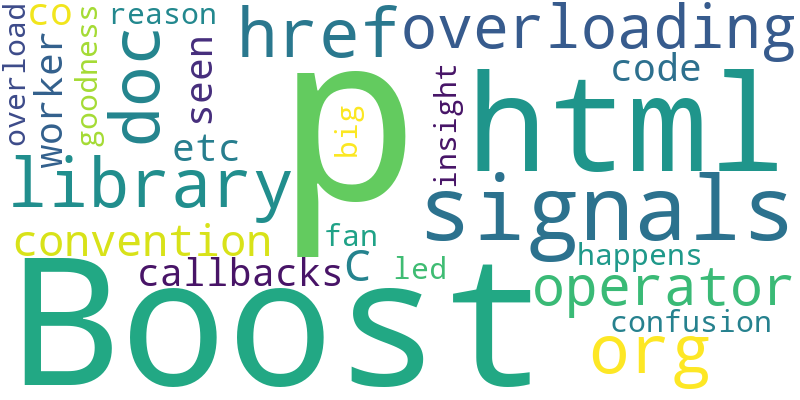 overload
co
worker
goodness
reason
doc
seen
href
overloading
code
p
big
insight
html
etc
library
signals
convention
fan
happens
callbacks
C
led
Boost
operator
confusion
org